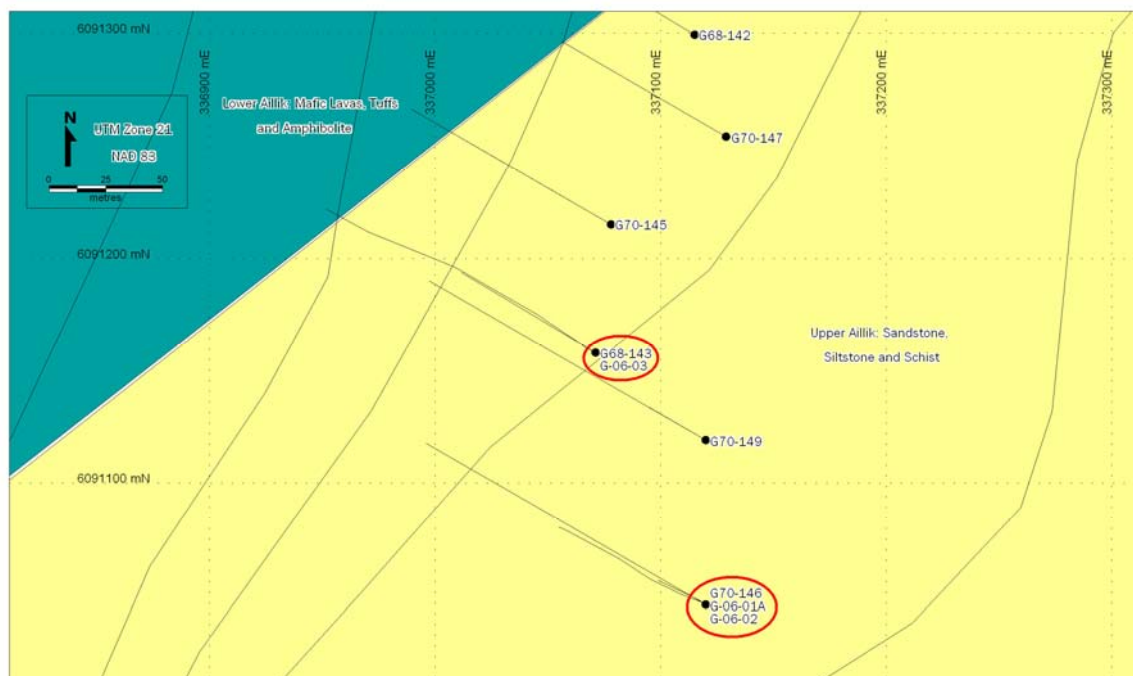 6091300 mN
336900 mE
337000 mE
337100 mE
337200 mE
337300 mE
G68-142
N
UTM Zone 21
NAD 83
0 25 50
metres
Lower Aillik: Mafic Lavas, Tuffs
and Amphibolite
G70-147
G70-145
6091200 mN
Upper Aillik: Sandstone,
Siltstone and Schist
G68-143
G-06-03
G70-149
6091100 mN
G70-146
G-06-01A
G-06-02